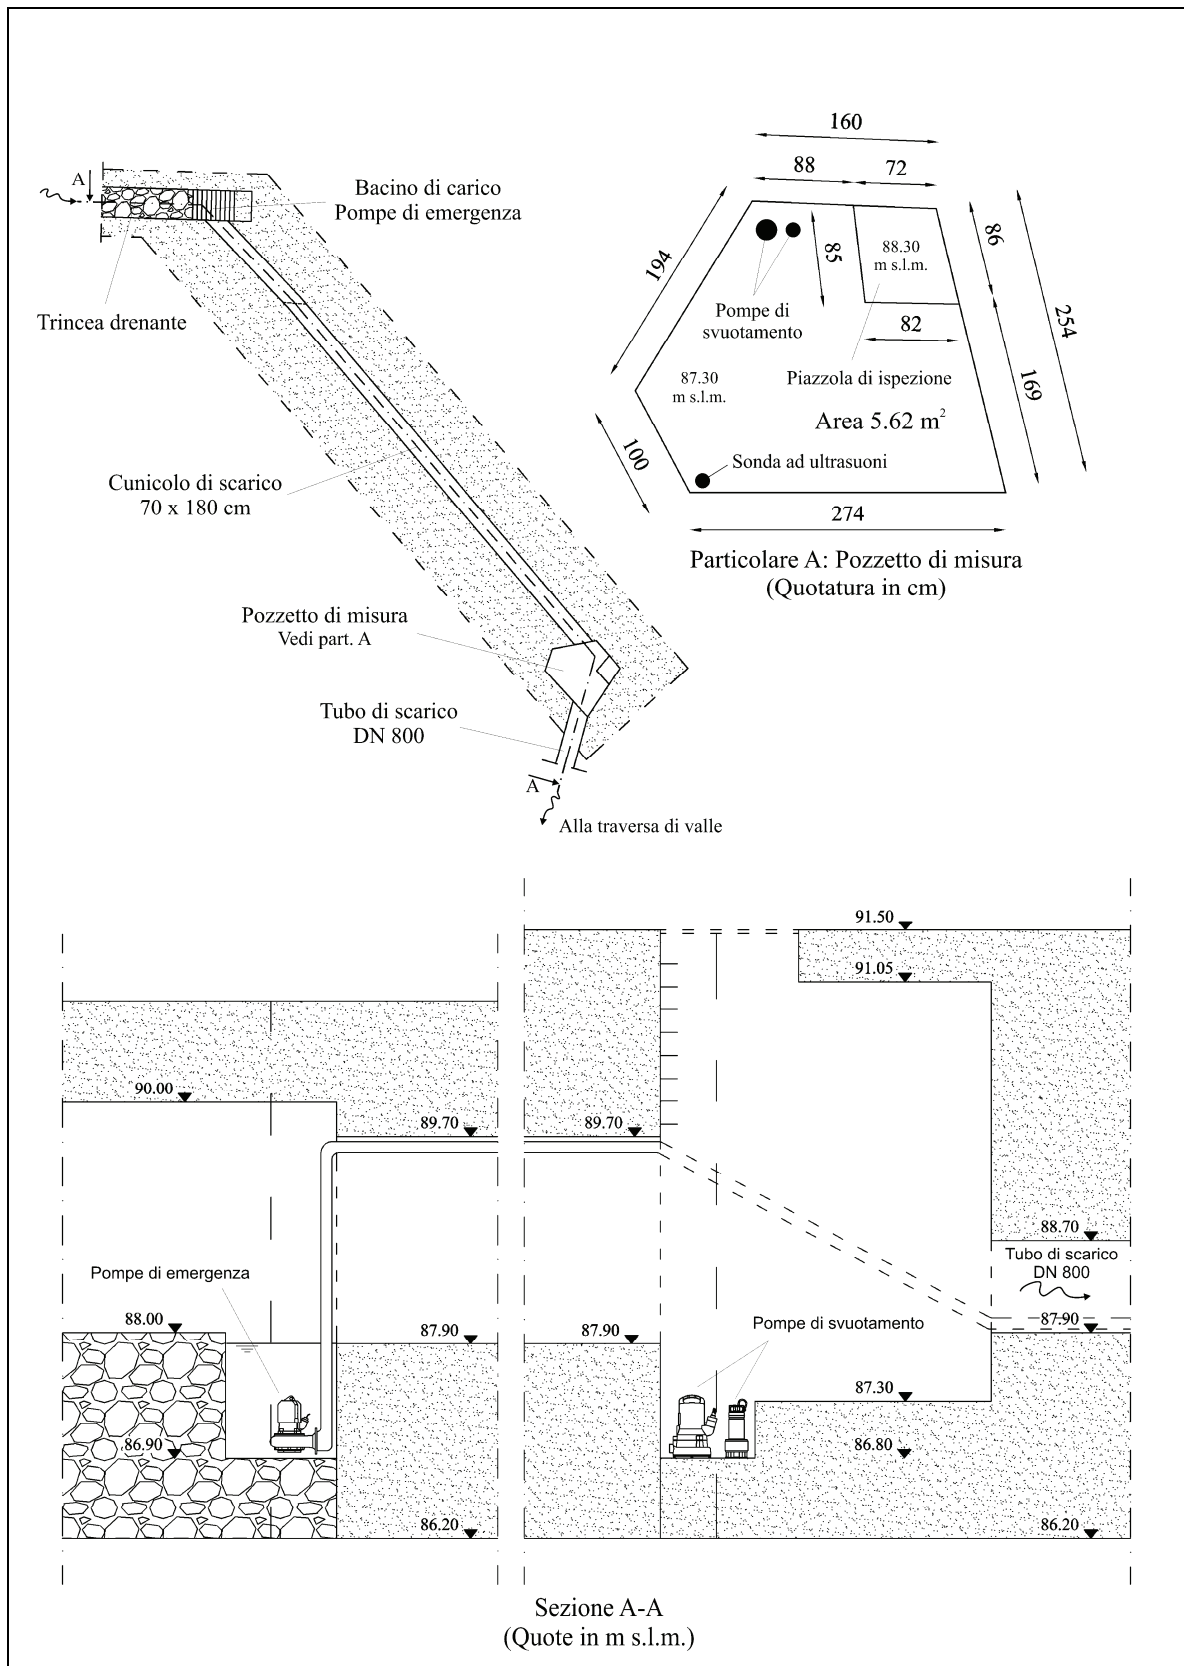 A
Bacino di carico
Pompe di emergenza
Trincea drenante
Cunicolo di scarico
70 x 180 cm
Pozzetto di misura
Vedi part. A
Tubo di scarico
DN 800
A
Alla traversa di valle
160
88
72
194
85
88.30
m s.l.m.
86
254
Pompe di
svuotamento
82
Piazzola di ispezione
169
87.30
m s.l.m.
Area 5.62 m²
100
Sonda ad ultrasuoni
274
Particolare A: Pozzetto di misura
(Quotatura in cm)
91.50
91.05
90.00
89.70
89.70
88.70
Tubo di scarico
DN 800
Pompe di emergenza
88.00
87.90
87.90
Pompe di svuotamento
87.90
87.30
86.90
86.80
86.20
86.20
Sezione A-A
(Quote in m s.l.m.)